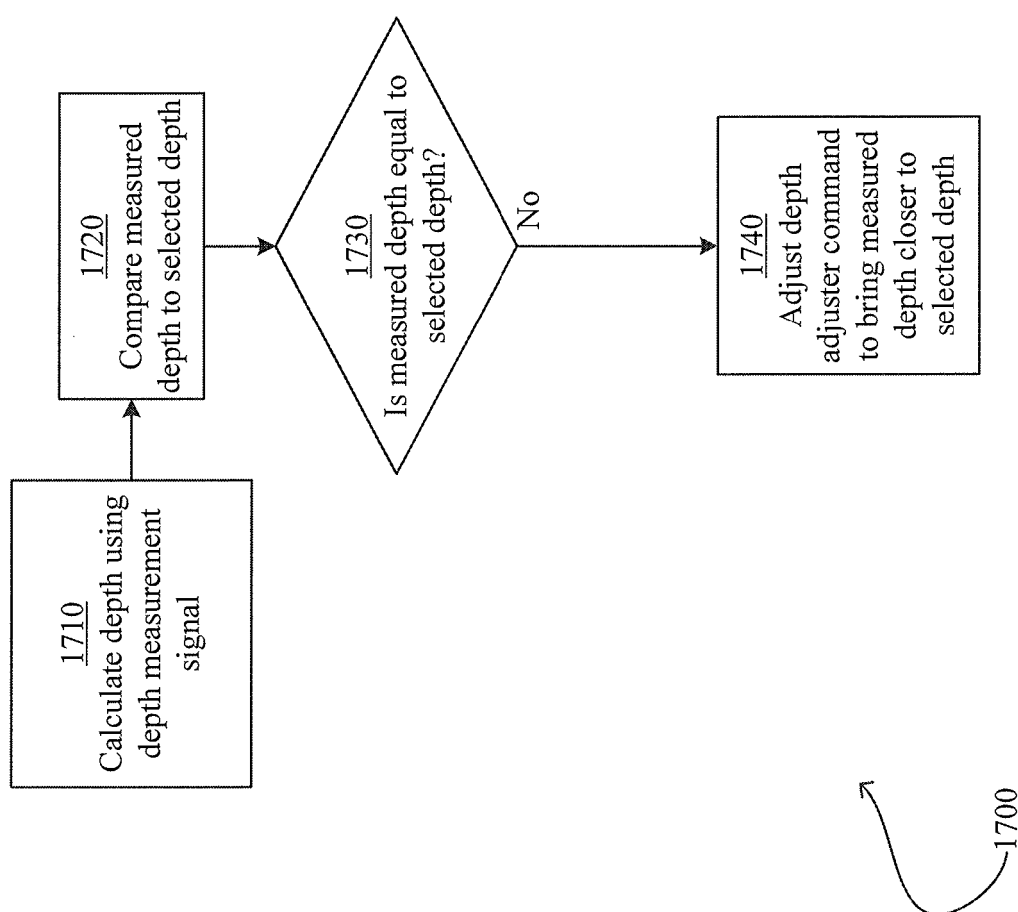 1710
Calculate depth using
depth measurement
signal
1720
Compare measured
depth to selected depth
1730
Is measured depth equal to
selected depth?
No
1740
Adjust depth
adjuster command
to bring measured
depth closer to
selected depth
1700